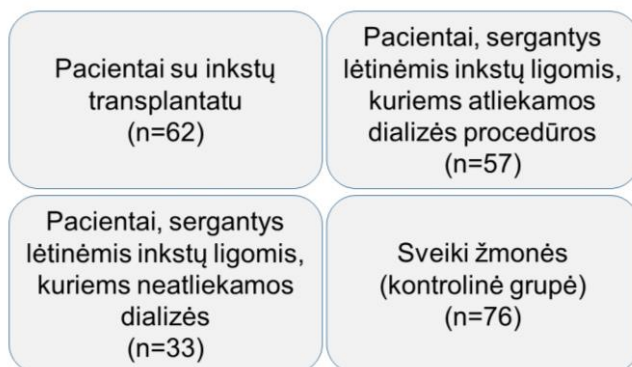 Pacientai su inkstų
transplantatu
(n=62)
Pacientai, sergantys
lėtinėmis inkstų ligomis,
kuriems atliekamos
dializės procedūros
(n=57)
Pacientai, sergantys
lėtinėmis inkstų ligomis,
kuriems neatliekamos
dializės
(n=33)
Sveiki žmonės
(kontrolinė grupė)
(n=76)